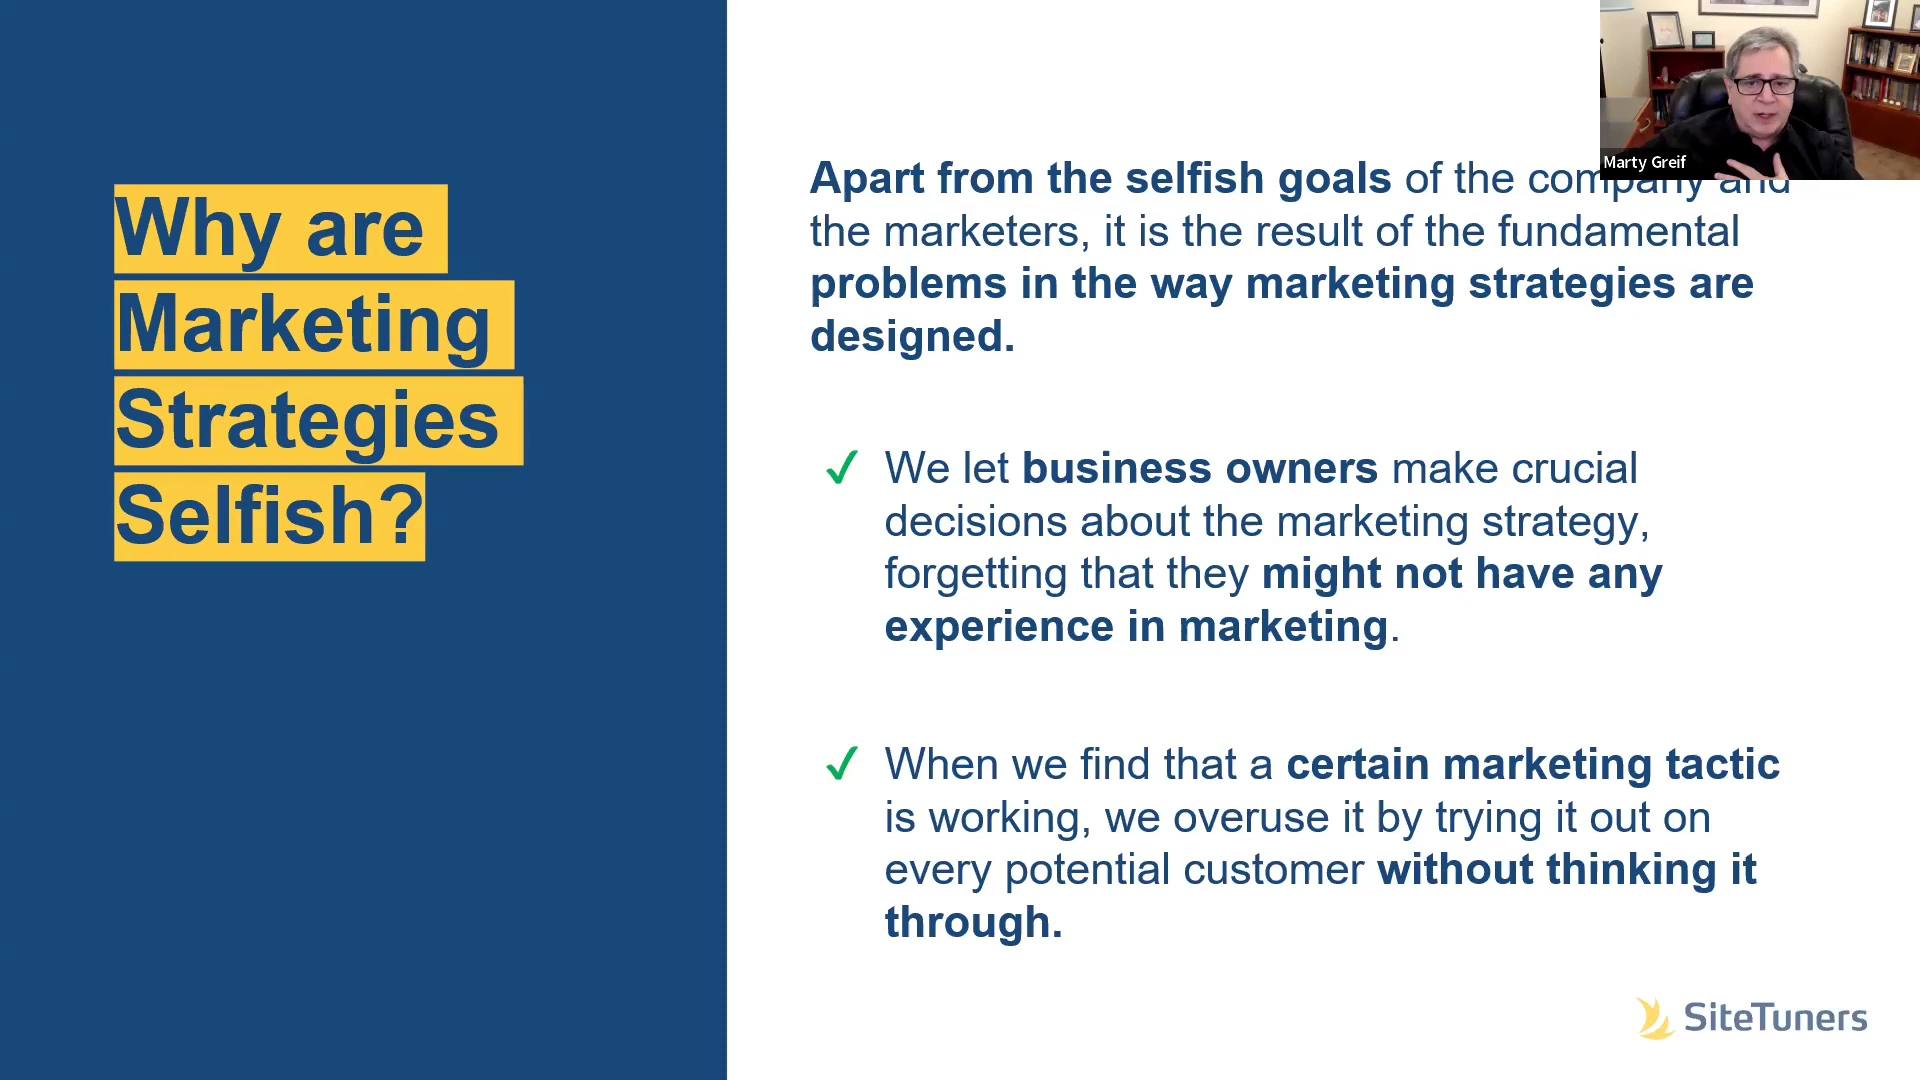 Why are
Marketing
Strategies
Selfish?
Marty Greif
Apart from the selfish goals of the company and
the marketers, it is the result of the fundamental
problems in the way marketing strategies are
designed.
✓ We let business owners make crucial
decisions about the marketing strategy,
forgetting that they might not have any
experience in marketing.
✓ When we find that a certain marketing tactic
is working, we overuse it by trying it out on
every potential customer without thinking it
through.
SiteTuners